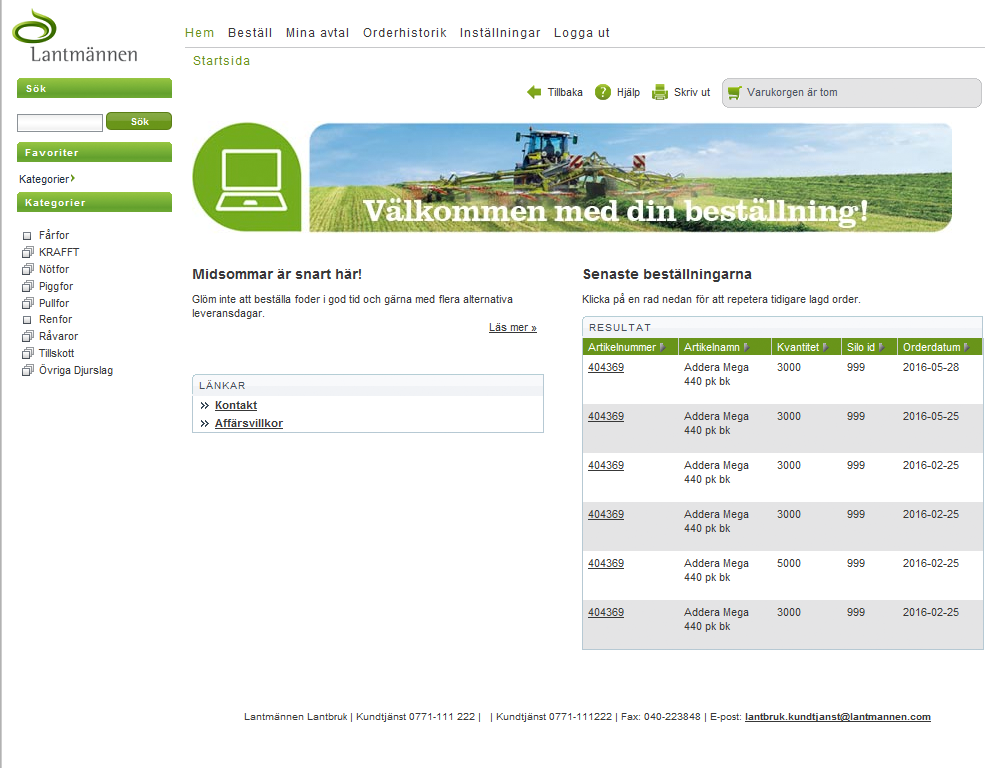 Lantmännen
Hem Beställ Mina avtal Orderhistorik Inställningar Logga ut
Startsida
Tillbaka ? Hjälp Skriv ut Varukorgen är tom
Sök
Sök
Favoriter
Kategorier
Kategorier
Fårfor
KRAFFT
Nötfor
Piggfor
Pullfor
Renfor
Råvaror
Tillskott
Övriga Djurslag
Välkommen med din beställning!
Midsommar är snart här!
Glöm inte att beställa foder i god tid och gärna med flera alternativa
leveransdagar.
Läs mer »
LÄNKAR
Kontakt
Affärsvillkor
Senaste beställningarna
Klicka på en rad nedan för att repetera tidigare lagd order.
RESULTAT
Artikelnummer Artikelnamn Kvantitet Silo id Orderdatum
404369 Addera Mega 3000 999 2016-05-28
440 pk bk
404369 Addera Mega 3000 999 2016-05-25
440 pk bk
404369 Addera Mega 3000 999 2016-02-25
440 pk bk
404369 Addera Mega 3000 999 2016-02-25
440 pk bk
404369 Addera Mega 5000 999 2016-02-25
440 pk bk
404369 Addera Mega 3000 999 2016-02-25
440 pk bk
Lantmännen Lantbruk | Kundtjänst 0771-111 222 | | Kundtjänst 0771-111222 | Fax: 040-223848 | E-post: lantbruk.kundtjanst@lantmannen.com